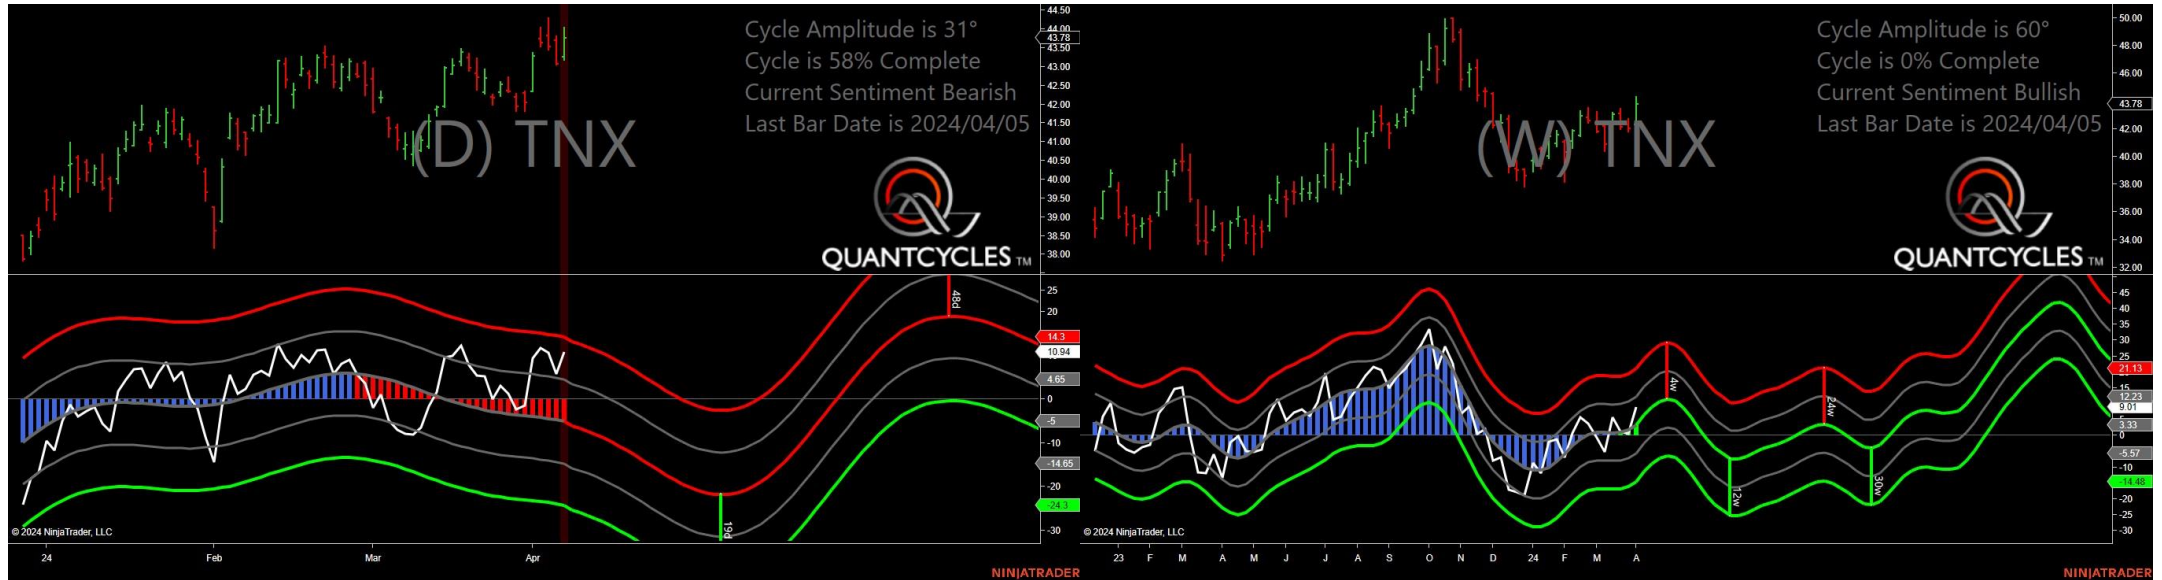 Cycle Amplitude is 31°
Cycle is 58% Complete
Current Sentiment Bearish
Last Bar Date is 2024/04/05
(D) TNX
QUANTCYCLES TM
44.50
44.00
43.78
43.50
43.00
42.50
42.00
41.50
41.00
40.50
40.00
39.50
39.00
38.50
38.00
48d
19d
25
20
14.3
10.94
4.65
0
-5
-10
-14.65
-20
-24.3
-30
© 2024 NinjaTrader, LLC
24 Feb Mar Apr
NINJATRADER
Cycle Amplitude is 60°
Cycle is 0% Complete
Current Sentiment Bullish
Last Bar Date is 2024/04/05
(W) TNX
QUANTCYCLES TM
50.00
48.00
46.00
43.78
42.00
40.00
38.00
36.00
34.00
32.00
4w
24w
12w
30w
45
40
35
30
25
21.13
15
12.23
9.01
5
3.33
0
-5.57
-10
-14.48
-20
-25
-30
© 2024 NinjaTrader, LLC
23 F M A M J J A S O N D 24 F M A
NINJATRADER